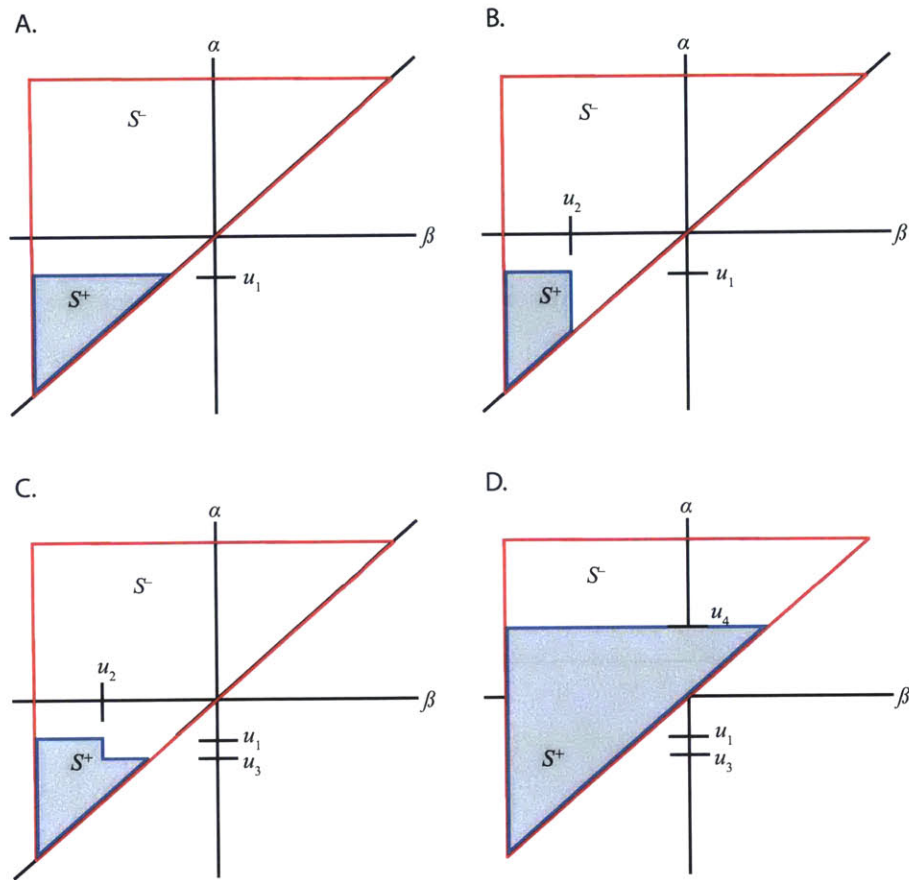 A.
α
S⁻
β
u₁
S⁺
B.
α
S⁻
u₂
β
u₁
S⁺
C.
α
S⁻
u₂
β
u₁
u₃
S⁺
D.
α
S⁻
u₄
β
u₁
u₃
S⁺